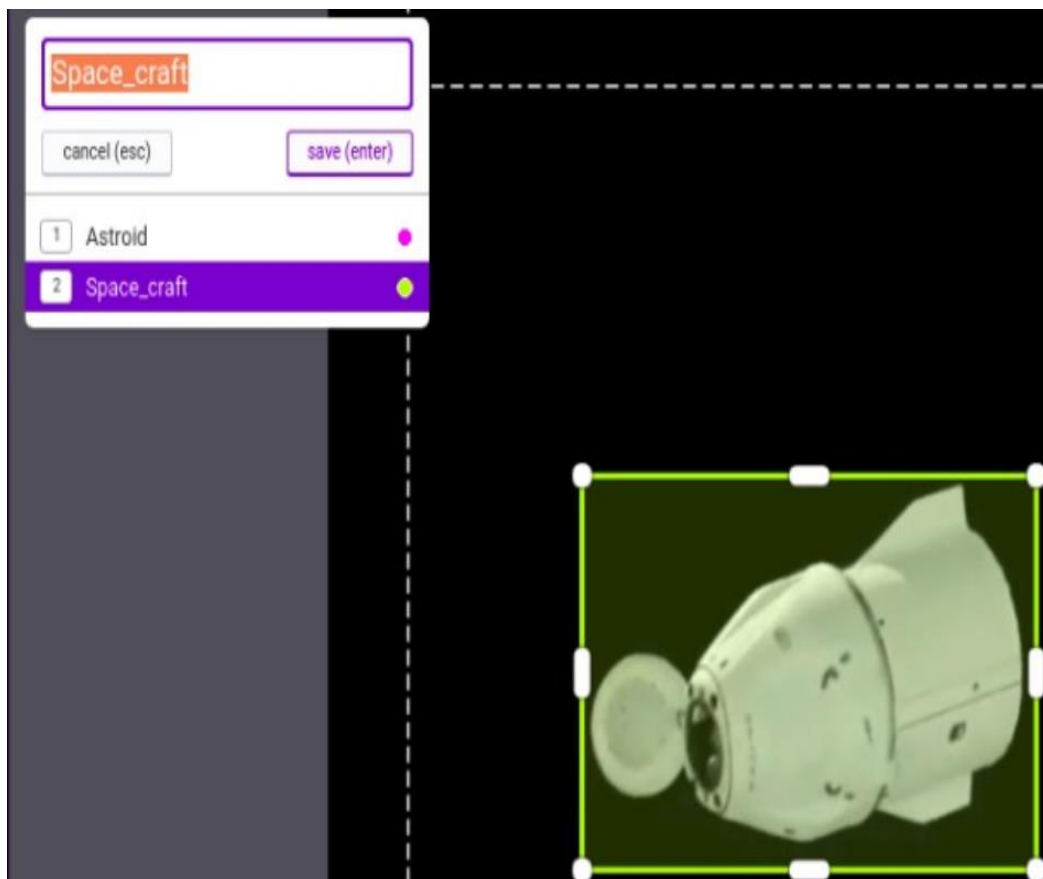 Space_craft
cancel (esc)
save (enter)
1 Astroid
2 Space_craft